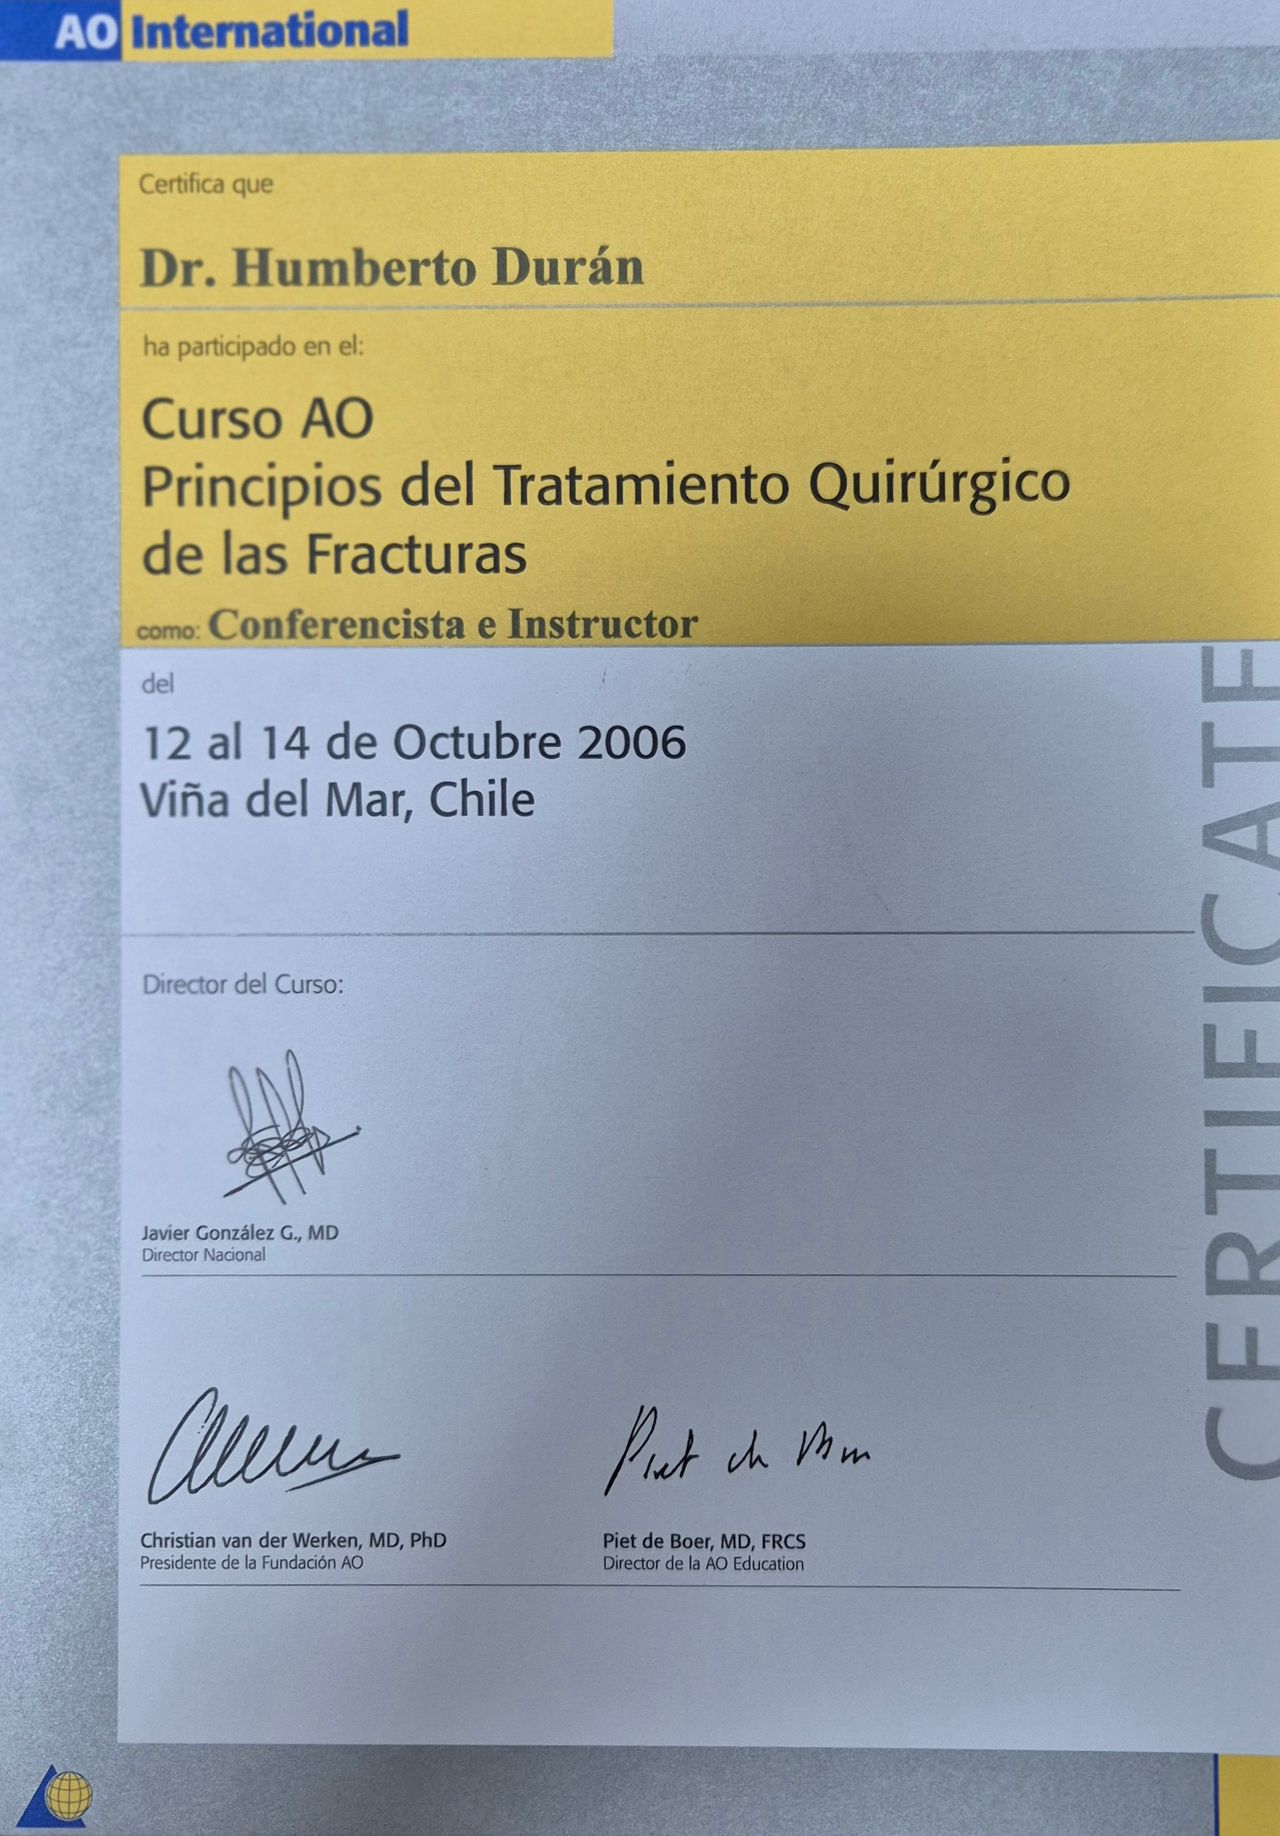 AO International
Certifica que
Dr. Humberto Durán
ha participado en el:
Curso AO
Principios del Tratamiento Quirúrgico
de las Fracturas
como: Conferencista e Instructor
del
12 al 14 de Octubre 2006
Viña del Mar, Chile
Director del Curso:
Javier González G., MD
Director Nacional
Piet de Boer
Christian van der Werken, MD, PhD
Presidente de la Fundación AO
Piet de Boer, MD, FRCS
Director de la AO Education
CERTIFICATE